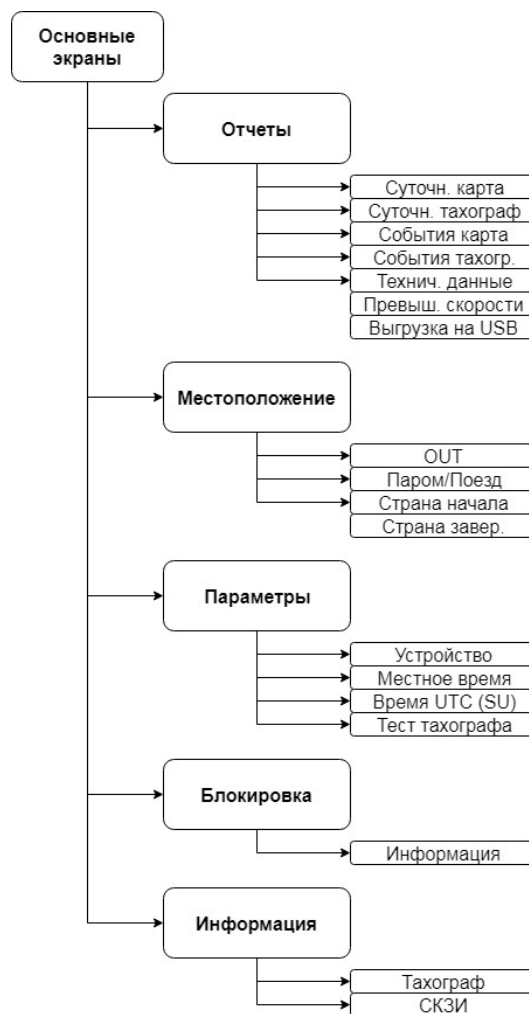 Основные
экраны
Отчеты
Суточн. карта
Суточн. тахограф
События карта
События тахогр.
Технич. данные
Превыш. скорости
Выгрузка на USB
Местоположение
OUT
Паром/Поезд
Страна начала
Страна завер.
Параметры
Устройство
Местное время
Время UTC (SU)
Тест тахографа
Блокировка
Информация
Информация
Тахограф
СКЗИ